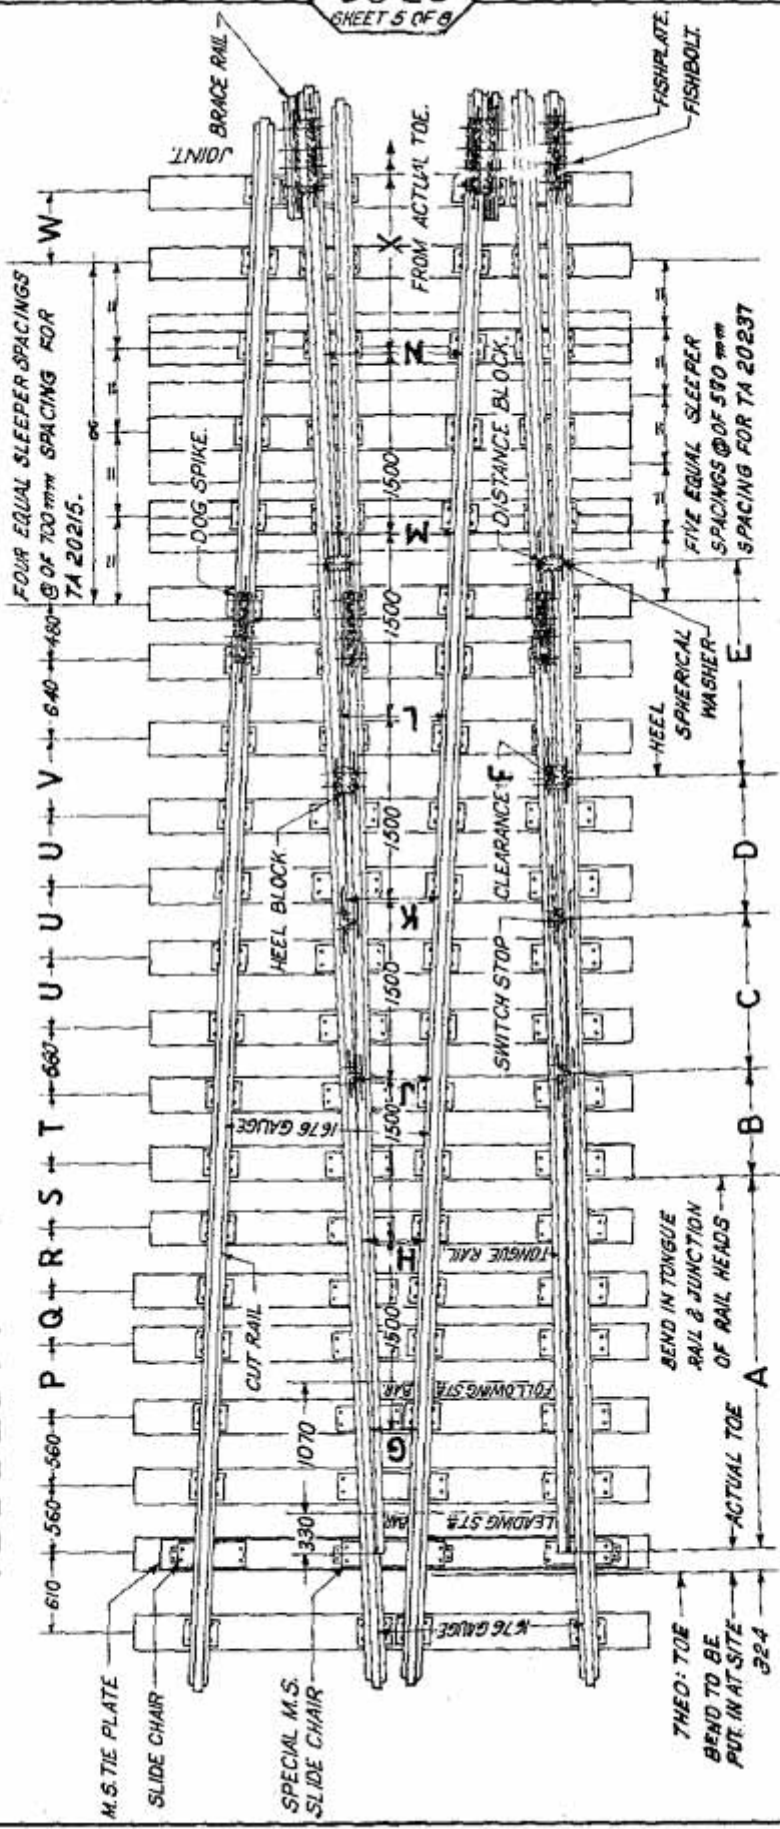 SHEET 5 OF 8
FOUR EQUAL SLEEPER SPACINGS
@ OF 700 mm SPACING FOR
TA 20215.
610
560
560
P
Q
R
S
T
660
U
U
U
V
640
480
W
M.S. TIE PLATE
SLIDE CHAIR
SPECIAL M.S.
SLIDE CHAIR
CUT RAIL
1676 GAUGE
HEEL BLOCK
DOG SPIKE.
JOINT.
BRACE RAIL
330
1070
1500
1500
1500
1500
1500
1500
G
H
J
K
L
M
N
X
FROM ACTUAL TOE.
LEADING STR.
BAR
FOLLOWING STR.
BAR
1676 GAUGE
TONGUE RAIL
SWITCH STOP
CLEARANCE 'F'
DISTANCE BLOCK.
FISHPLATE.
FISHBOLT.
THEO: TOE
BEND TO BE
PUT. IN AT SITE
324
ACTUAL TOE
BEND IN TONGUE
RAIL & JUNCTION
OF RAIL HEADS
HEEL
SPHERICAL
WASHER
FIVE EQUAL SLEEPER
SPACINGS @ OF 580 mm
SPACING FOR TA 20237
A
B
C
D
E